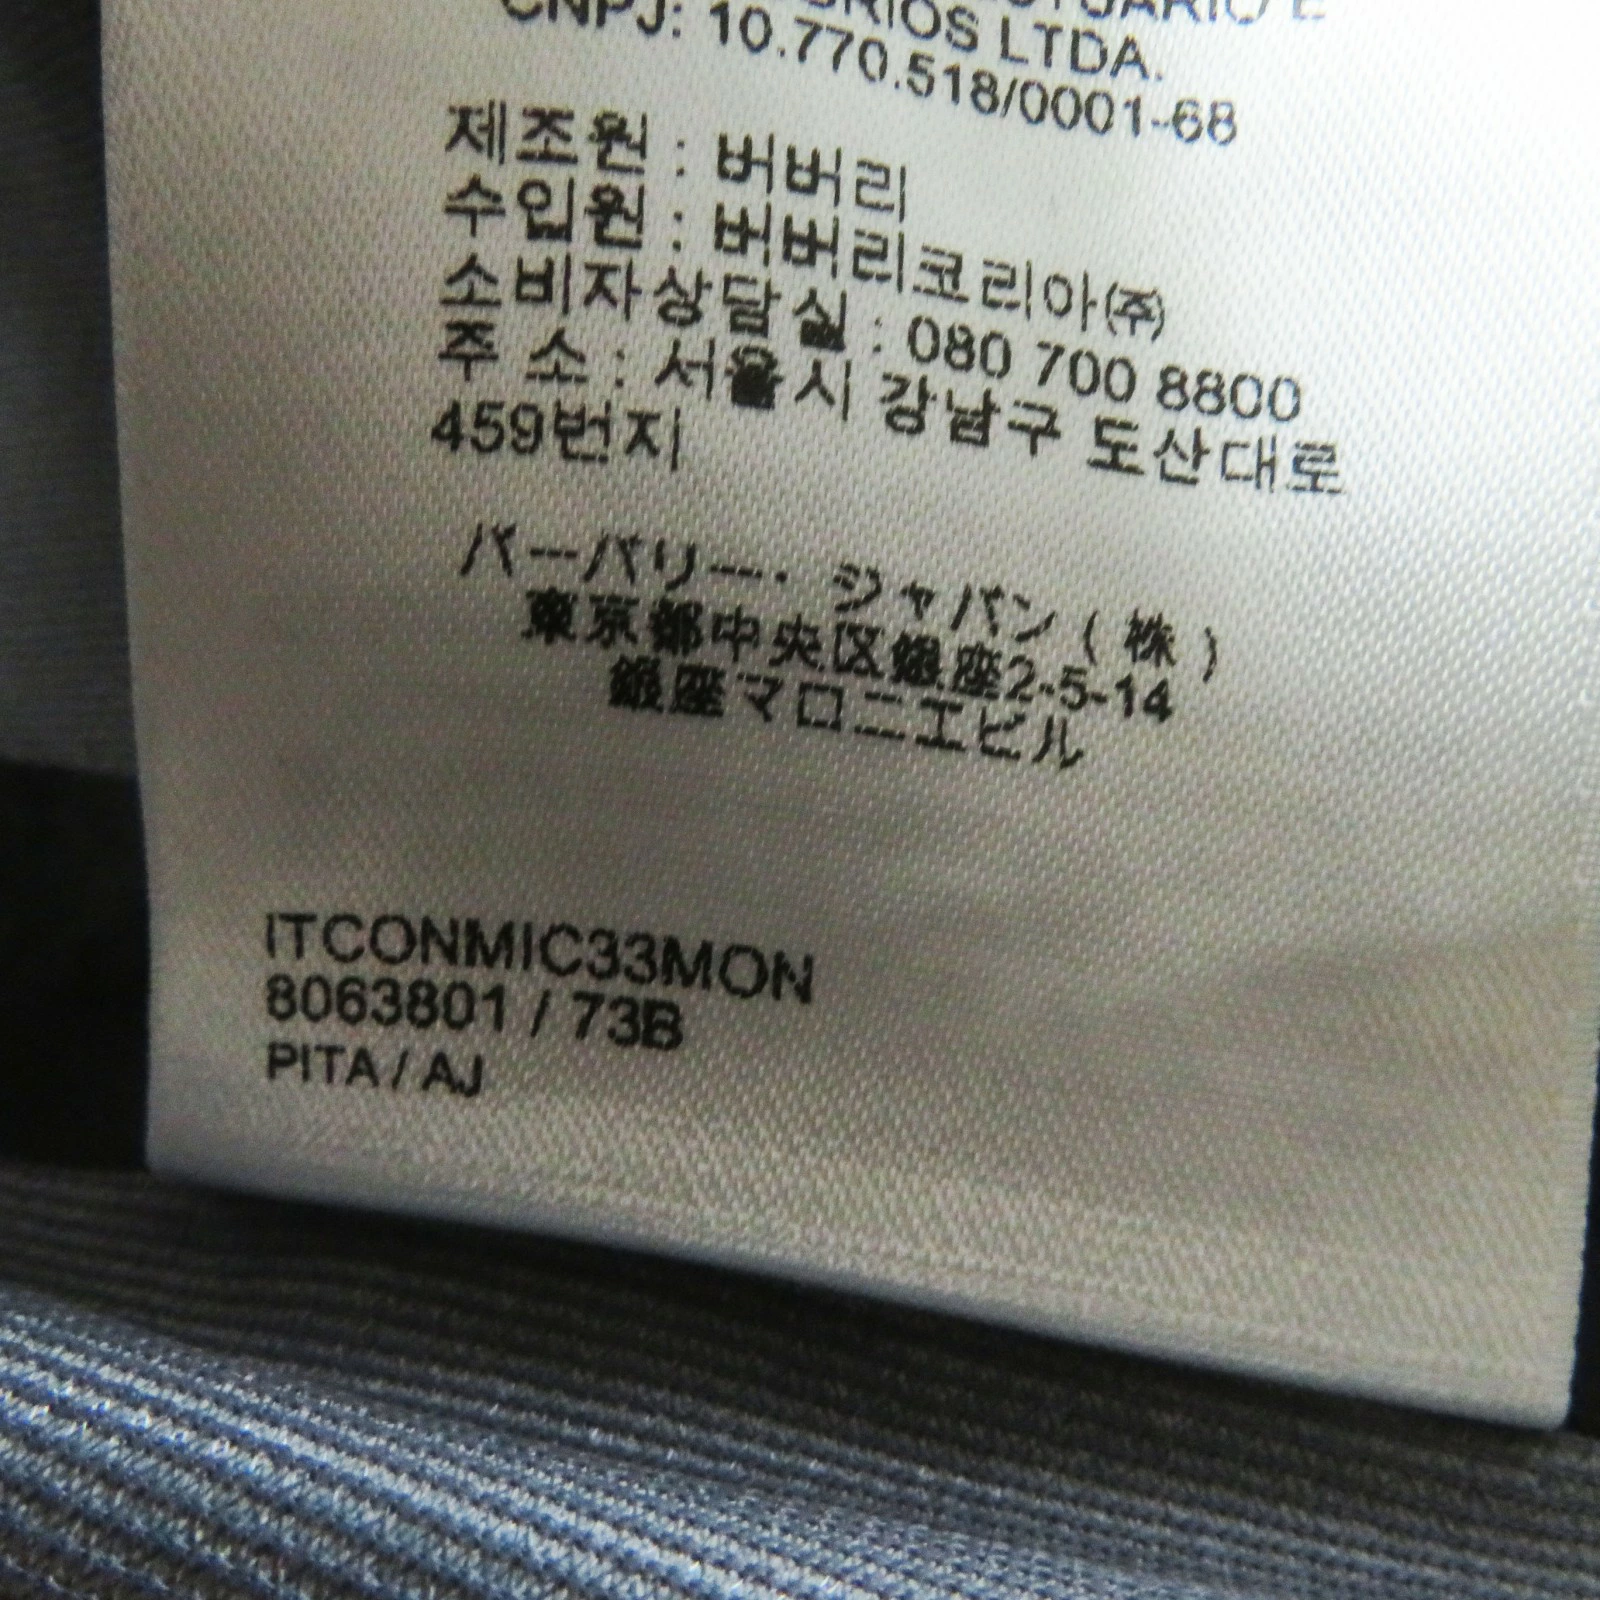 LTDA.
CNPJ: 10.770.518/0001-68
제조원 : 버버리
수입원 : 버버리코리아(주)
소비자상담실 : 080 700 8800
주 소 : 서울시 강남구 도산대로
459번지
バーバリー・ジャパン ( 株 )
東京都中央区銀座2-5-14
銀座マロニエビル
ITCONMIC33MON
8063801 / 73B
PITA / AJ